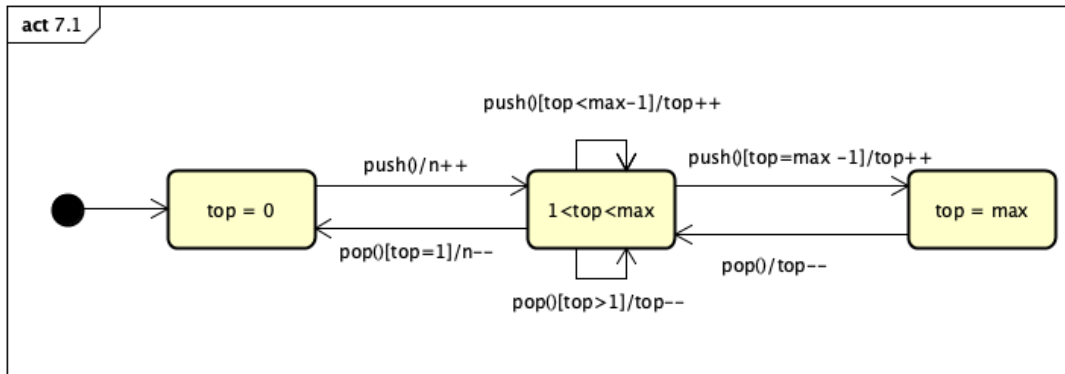 act 7.1
push()[top<max-1]/top++
push()/n++
push()[top=max -1]/top++
top = 0
1<top<max
top = max
pop()[top=1]/n--
pop()/top--
pop()[top>1]/top--